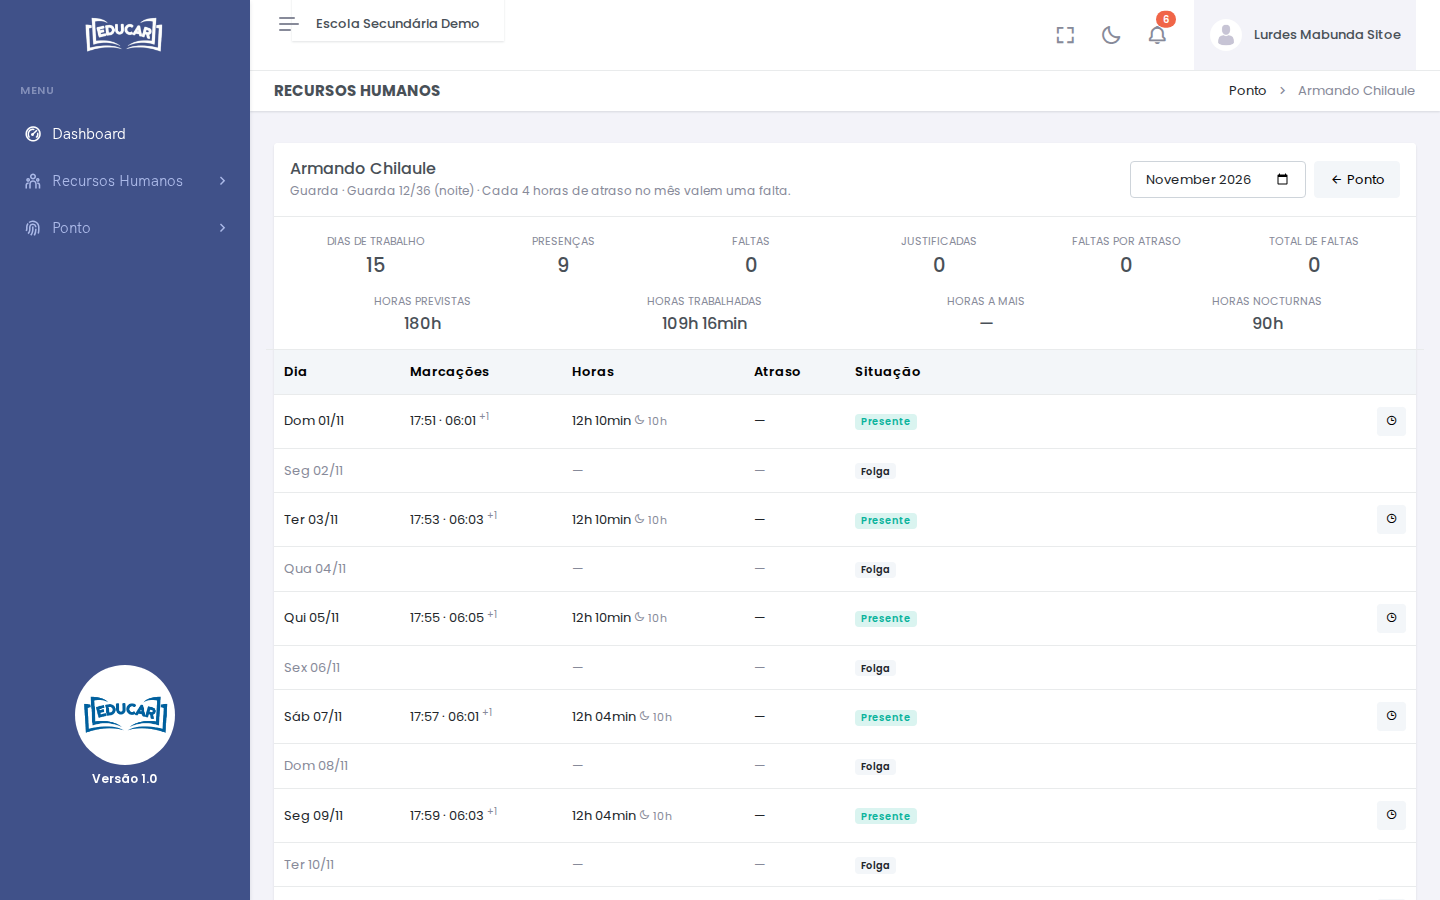 EDUCAR
Escola Secundária Demo
6
Lurdes Mabunda Sitoe
MENU
Dashboard
Recursos Humanos
Ponto
EDUCAR
Versão 1.0
RECURSOS HUMANOS
Ponto > Armando Chilaule
Armando Chilaule
Guarda · Guarda 12/36 (noite) · Cada 4 horas de atraso no mês valem uma falta.
November 2026
← Ponto
DIAS DE TRABALHO PRESENÇAS FALTAS JUSTIFICADAS FALTAS POR ATRASO TOTAL DE FALTAS
15 9 0 0 0 0
HORAS PREVISTAS HORAS TRABALHADAS HORAS A MAIS HORAS NOCTURNAS
180h 109h 16min — 90h
Dia Marcações Horas Atraso Situação
Dom 01/11 17:51 · 06:01 +1 12h 10min 10h — Presente
Seg 02/11 — — Folga
Ter 03/11 17:53 · 06:03 +1 12h 10min 10h — Presente
Qua 04/11 — — Folga
Qui 05/11 17:55 · 06:05 +1 12h 10min 10h — Presente
Sex 06/11 — — Folga
Sáb 07/11 17:57 · 06:01 +1 12h 04min 10h — Presente
Dom 08/11 — — Folga
Seg 09/11 17:59 · 06:03 +1 12h 04min 10h — Presente
Ter 10/11 — — Folga